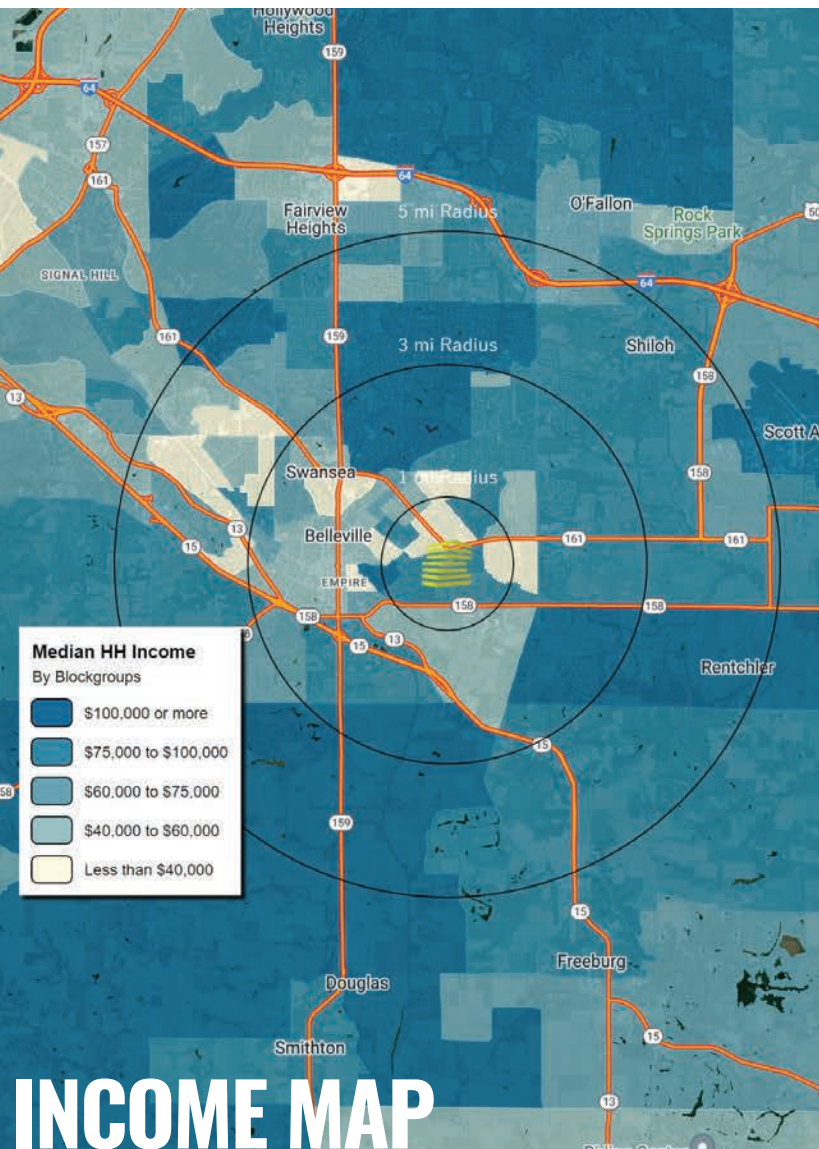 Hollywood
Heights
159
64
157
161
64
5 mi Radius
O'Fallon
Fairview
Heights
Rock
Springs Park
50
SIGNAL HILL
64
161
159
3 mi Radius
Shiloh
158
13
Scott A
Swansea
Radius
158
13
Belleville
161
161
15
EMPIRE
158
158
158
13
15
Rentchler
Median HH Income
By Blockgroups
$100,000 or more
$75,000 to $100,000
$60,000 to $75,000
$40,000 to $60,000
Less than $40,000
15
58
159
15
Freeburg
Douglas
15
Smithton
13
INCOME MAP